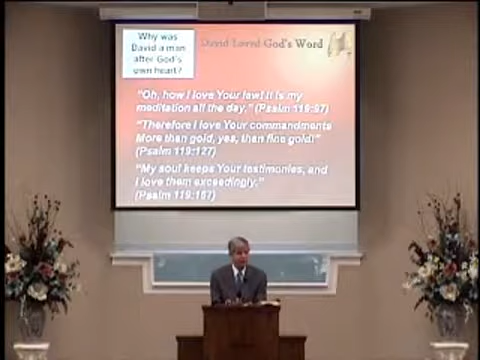 Why was
David a man
after God's
own heart?
David Loved God's Word
"Oh, how I love Your law! It is my
meditation all the day," (Psalm 119:97)
"Therefore I love Your commandments
More than gold, yes, than fine gold!"
(Psalm 119:127)
"My soul keeps Your testimonies, and
I love them exceedingly."
(Psalm 119:167)